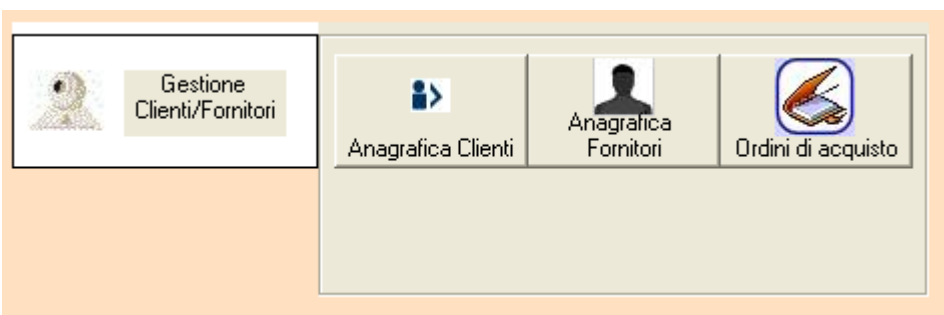 Gestione
Clienti/Fornitori
Anagrafica Clienti
Anagrafica
Fornitori
Ordini di acquisto